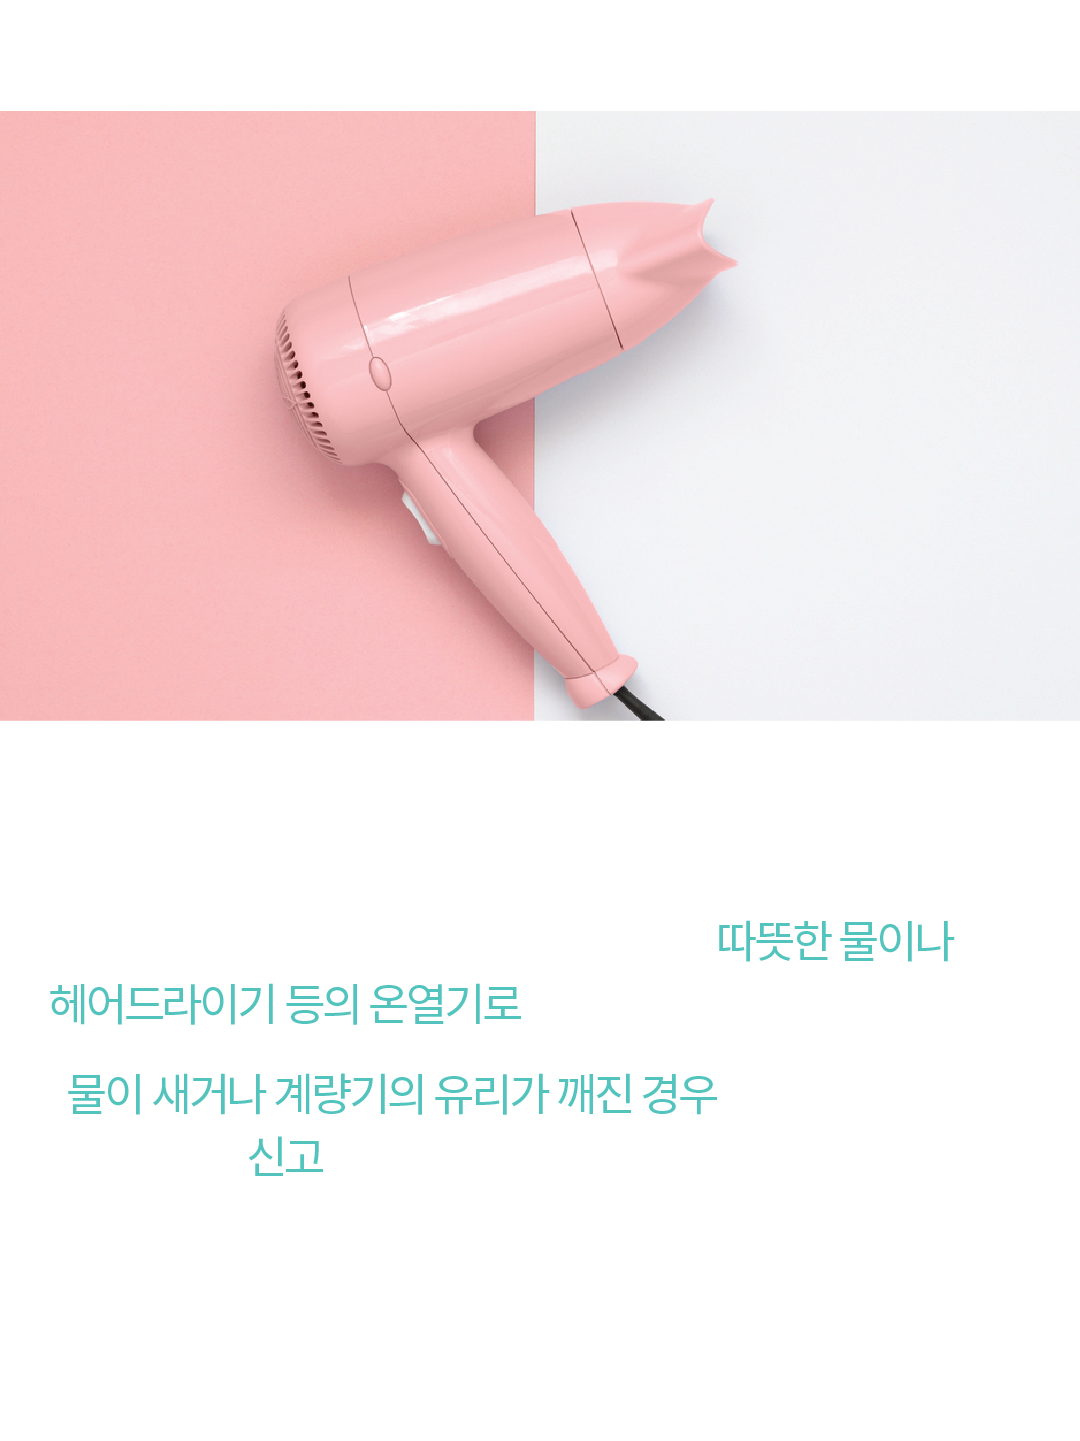 따뜻한 물이나
헤어드라이기 등의 온열기로
물이 새거나 계량기의 유리가 깨진 경우
신고